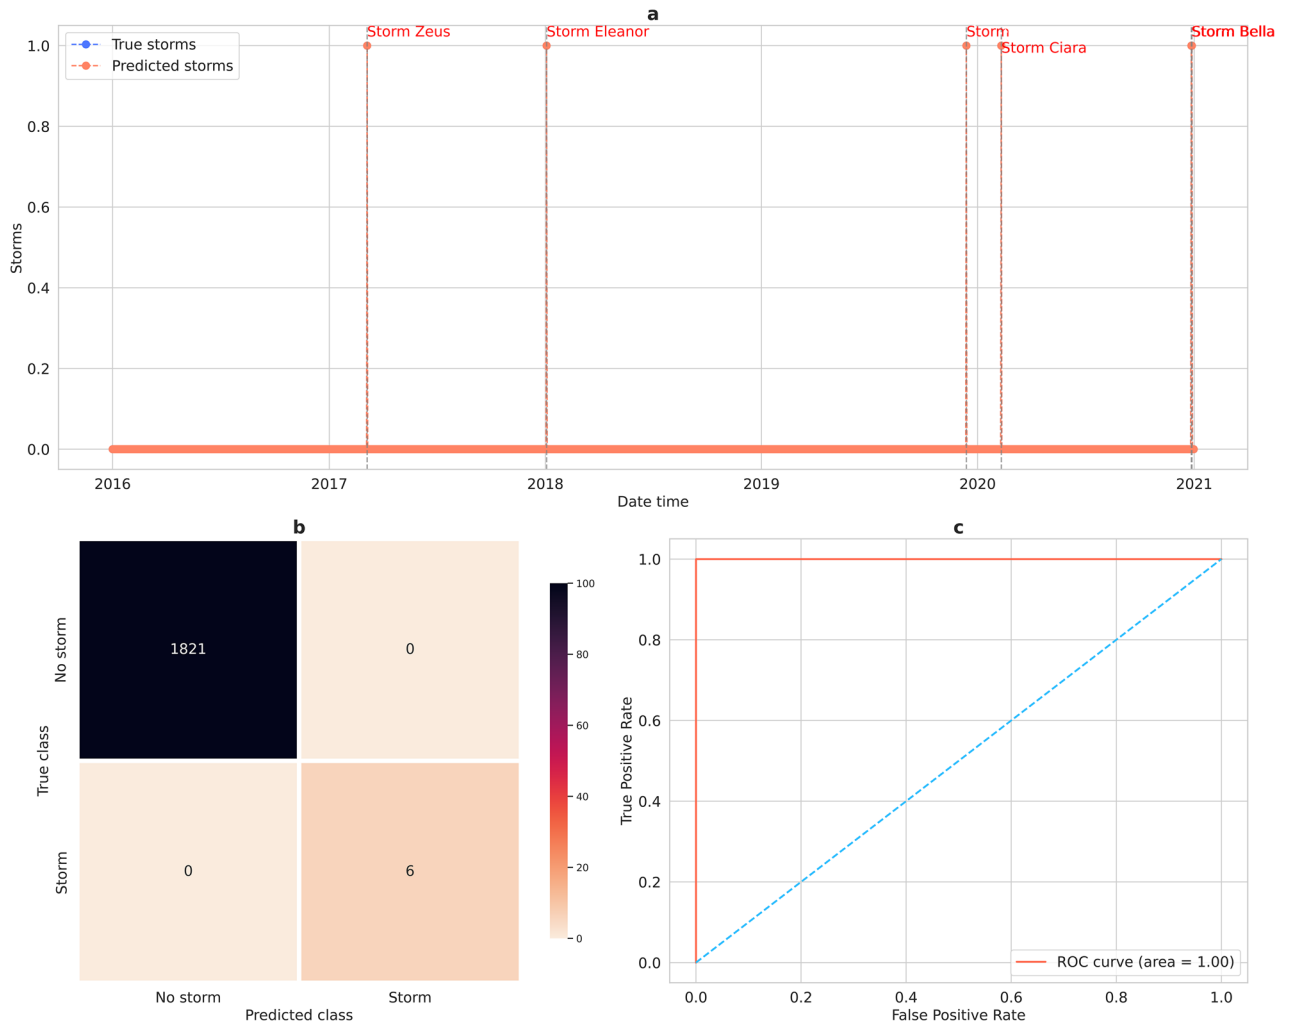 a
Storm Zeus
Storm Eleanor
Storm
Storm Ciara
Storm Bella
True storms
Predicted storms
1.0
0.8
0.6
0.4
0.2
0.0
Storms
2016
2017
2018
2019
2020
2021
Date time
b
No storm
Storm
True class
1821
0
0
6
No storm
Storm
Predicted class
100
80
60
40
20
0
c
1.0
0.8
0.6
0.4
0.2
0.0
True Positive Rate
ROC curve (area = 1.00)
0.0
0.2
0.4
0.6
0.8
1.0
False Positive Rate